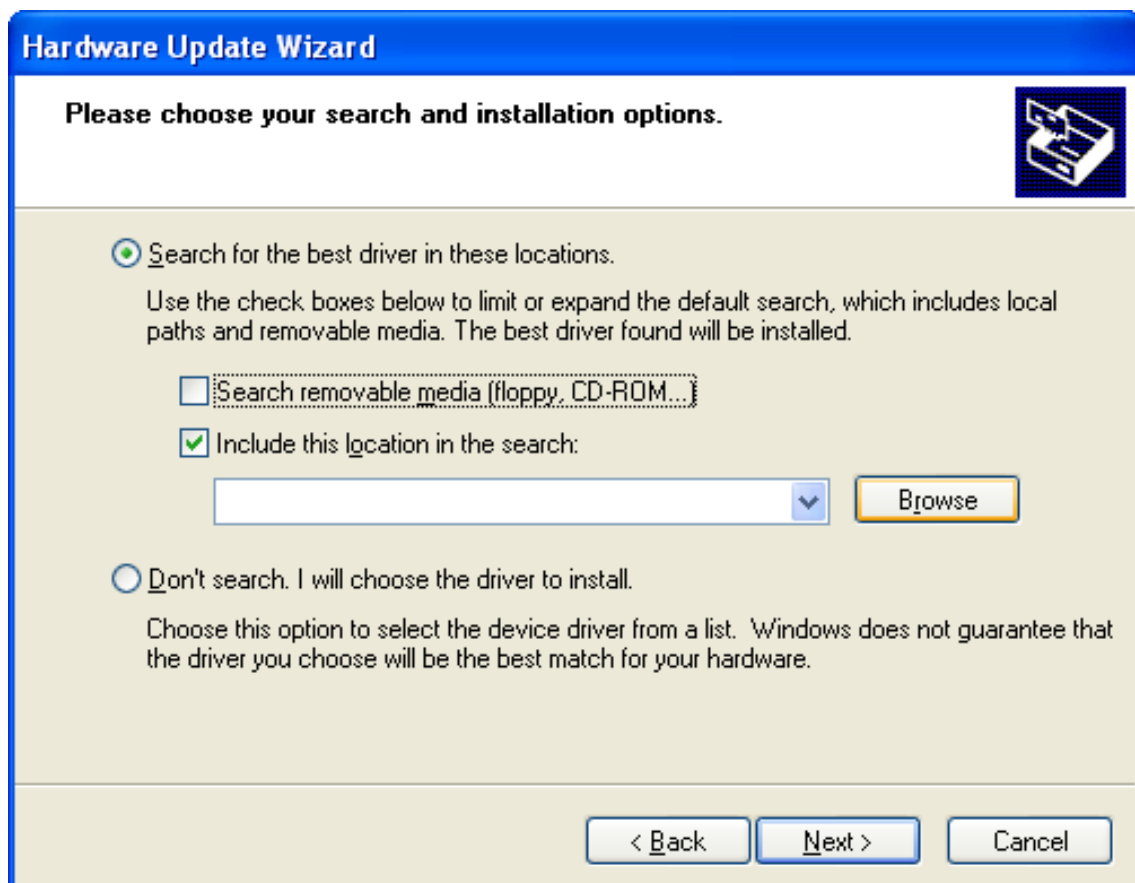 Hardware Update Wizard
Please choose your search and installation options.
Search for the best driver in these locations.
Use the check boxes below to limit or expand the default search, which includes local
paths and removable media. The best driver found will be installed.
Search removable media (floppy, CD-ROM...)
Include this location in the search:
Browse
Don't search. I will choose the driver to install.
Choose this option to select the device driver from a list.  Windows does not guarantee that
the driver you choose will be the best match for your hardware.
< Back Next > Cancel